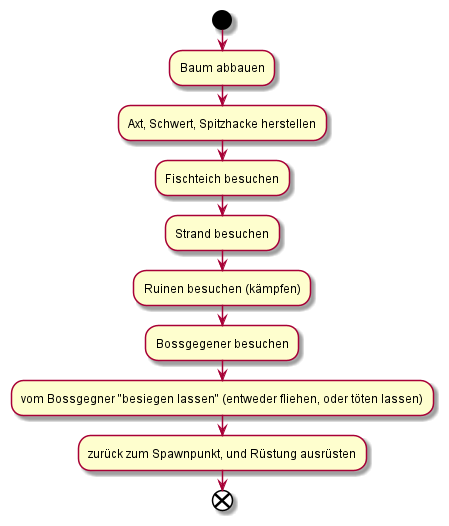 Baum abbauen
Axt, Schwert, Spitzhacke herstellen
Fischteich besuchen
Strand besuchen
Ruinen besuchen (kämpfen)
Bossgegener besuchen
vom Bossgegner "besiegen lassen" (entweder fliehen, oder töten lassen)
zurück zum Spawnpunkt, und Rüstung ausrüsten